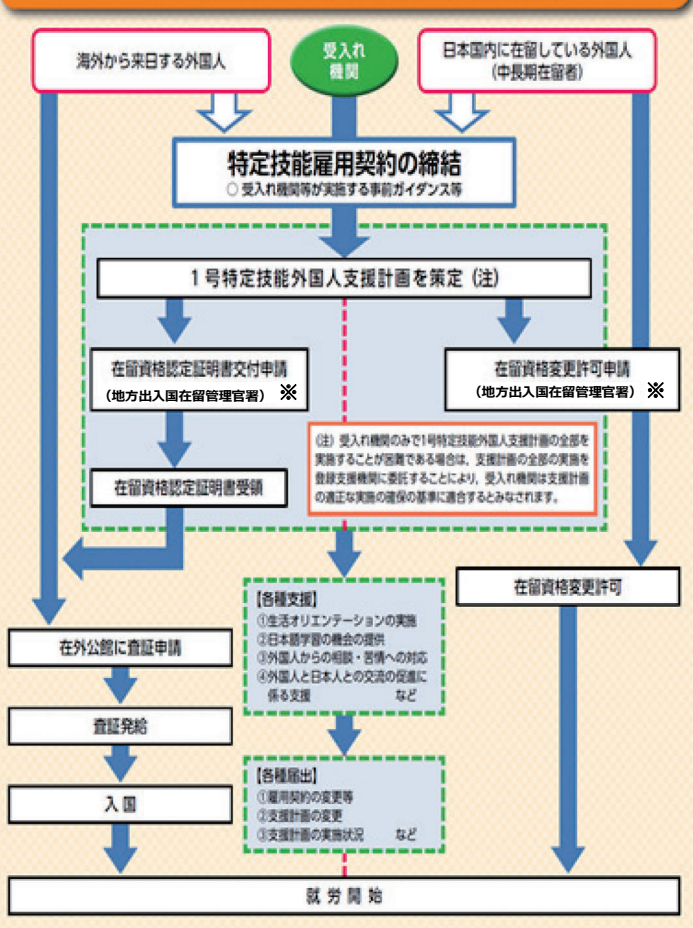 海外から来日する外国人
受入れ
機関
日本国内に在留している外国人
(中長期在留者)
特定技能雇用契約の締結
○ 受入れ機関等が実施する事前ガイダンス等
1号特定技能外国人支援計画を策定(注)
在留資格認定証明書交付申請
(地方出入国在留管理官署) ※
在留資格変更許可申請
(地方出入国在留管理官署) ※
(注)受入れ機関のみで1号特定技能外国人支援計画の全部を
実施することが困難である場合は、支援計画の全部の実施を
登録支援機関に委託することにより、受入れ機関は支援計画
の適正な実施の確保の基準に適合するとみなされます。
在留資格認定証明書受領
在留資格変更許可
【各種支援】
①生活オリエンテーションの実施
②日本語学習の機会の提供
③外国人からの相談・苦情への対応
④外国人と日本人との交流の促進に
係る支援 など
在外公館に査証申請
査証発給
入国
【各種届出】
①雇用契約の変更等
②支援計画の変更
③支援計画の実施状況 など
就労開始